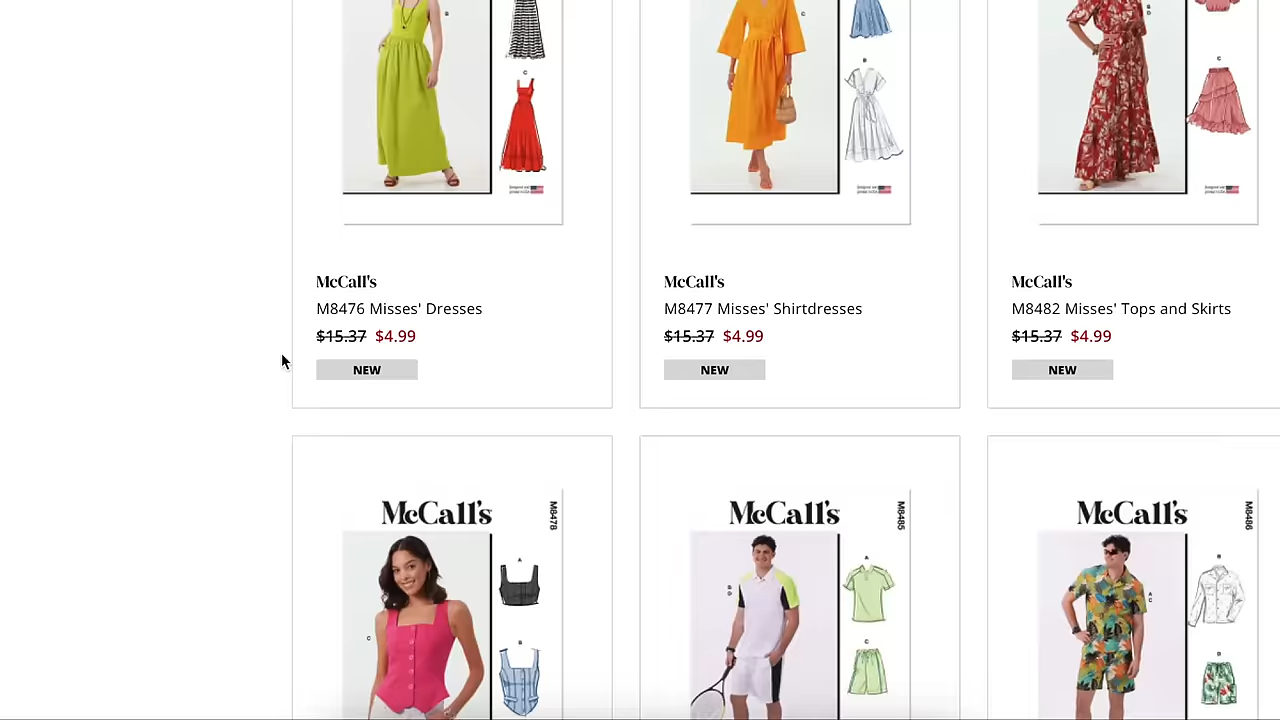 B
C
B
D
C
B
C
McCall's
McCall's
McCall's
M8476 Misses' Dresses
M8477 Misses' Shirtdresses
M8482 Misses' Tops and Skirts
$15.37 $4.99
$15.37 $4.99
$15.37 $4.99
NEW
NEW
NEW
McCall's
M8478
McCall's
M8485
McCall's
M8486
A
C
B
A
B
D
C
B
A
C
D